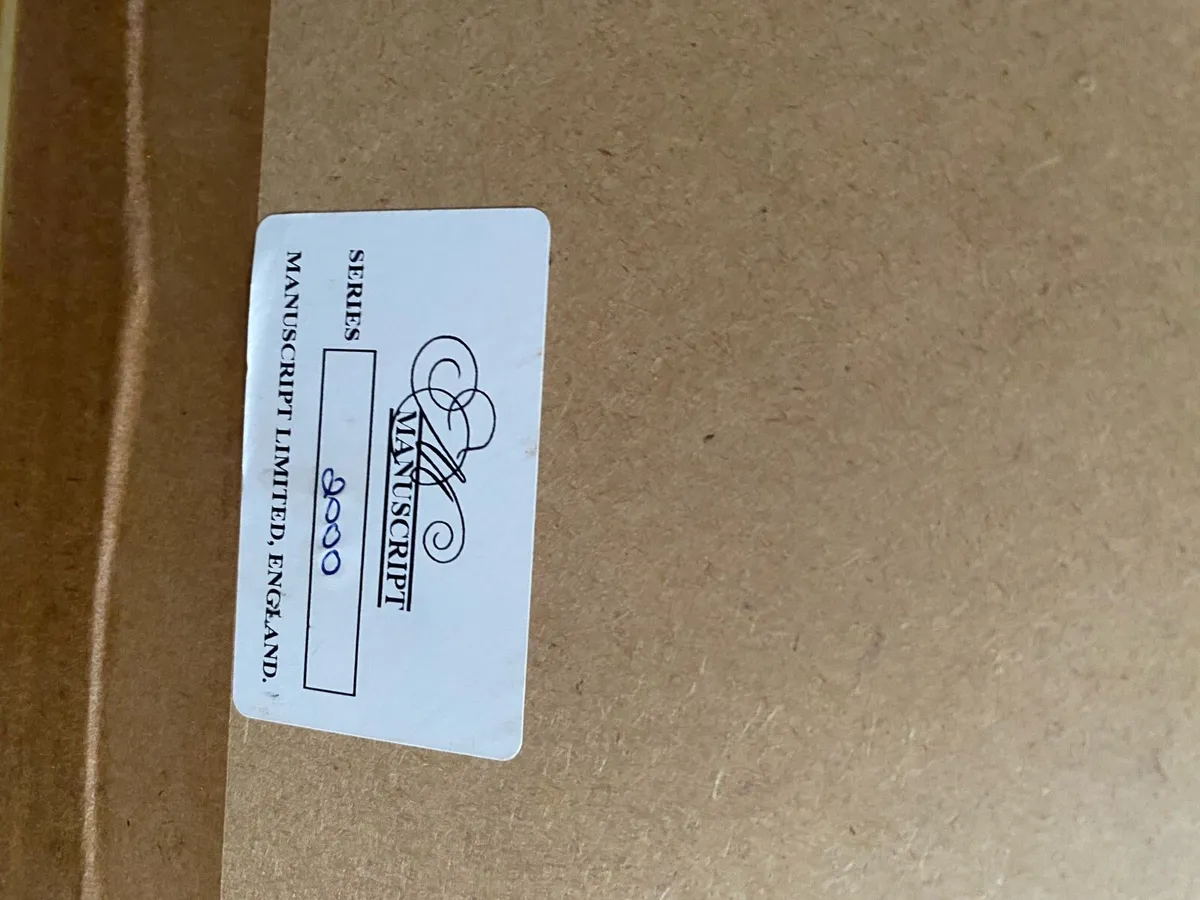 MANUSCRIPT
SERIES 2000
MANUSCRIPT LIMITED, ENGLAND.